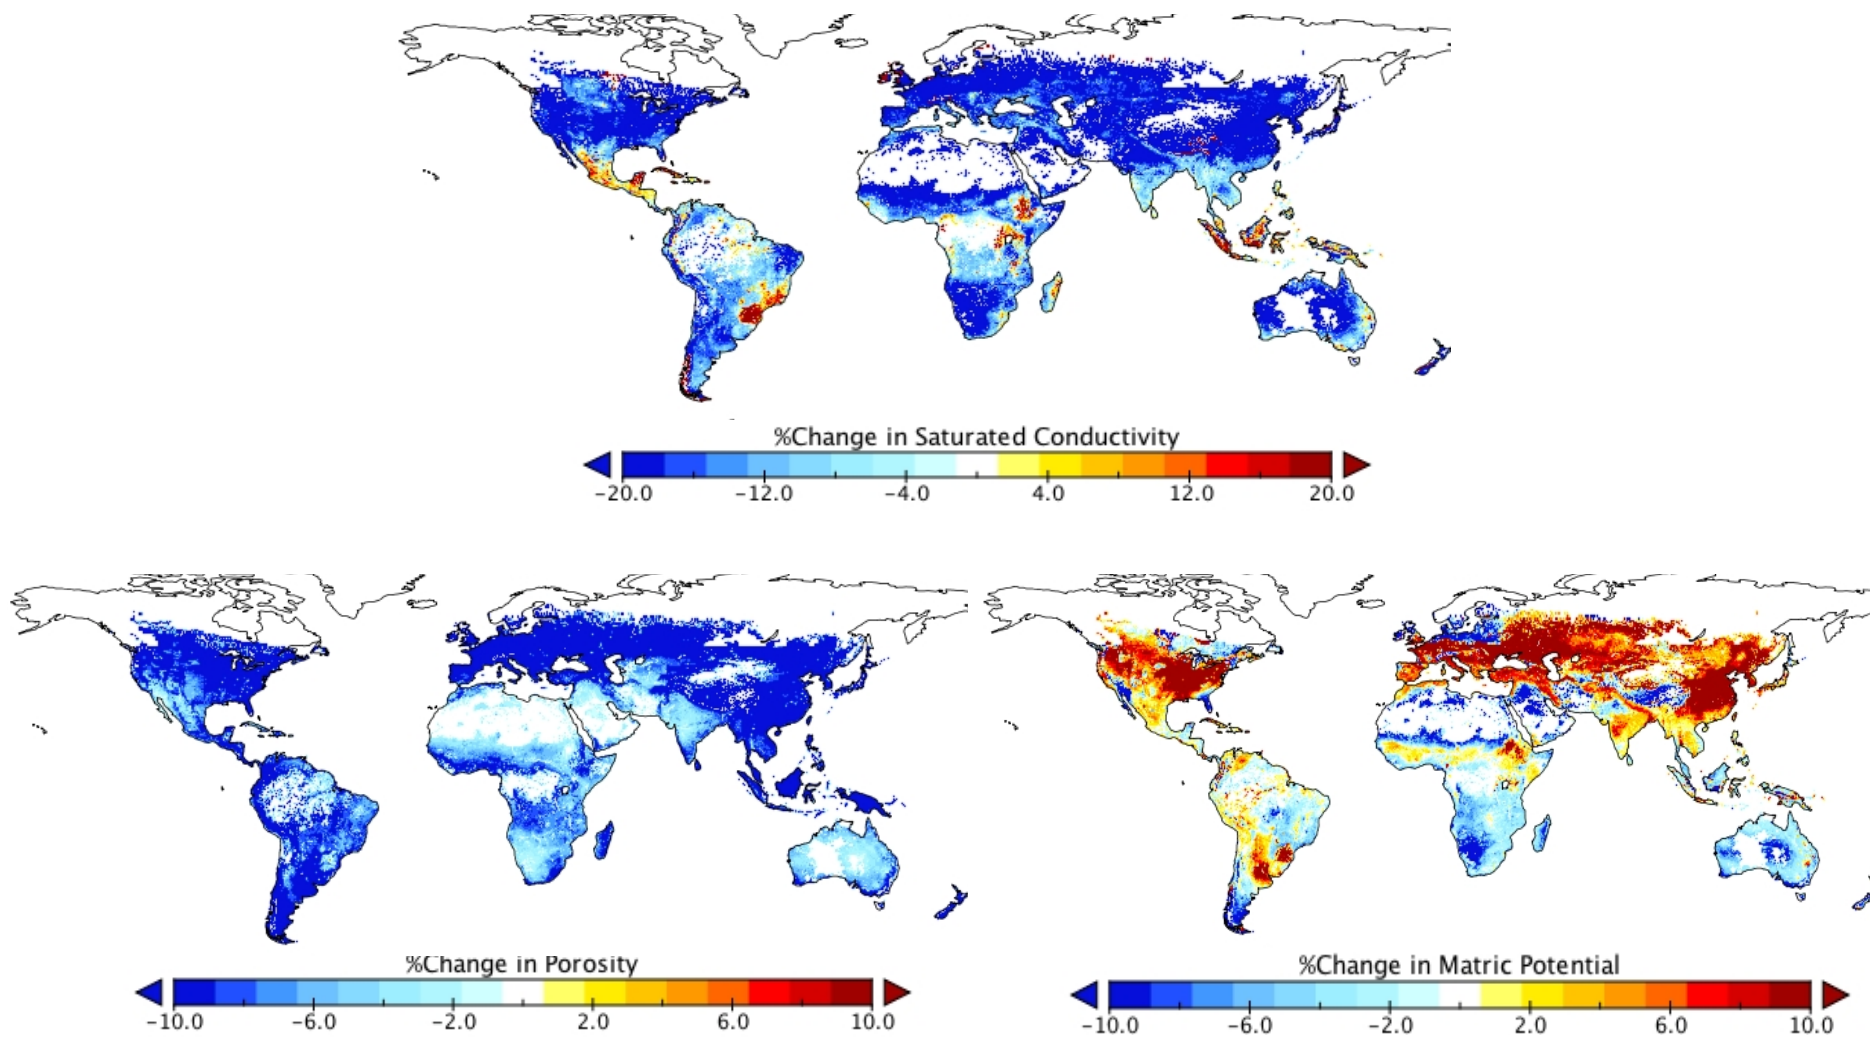 %Change in Saturated Conductivity
−20.0 −12.0 −4.0 4.0 12.0 20.0
%Change in Porosity
−10.0 −6.0 −2.0 2.0 6.0 10.0
%Change in Matric Potential
−10.0 −6.0 −2.0 2.0 6.0 10.0